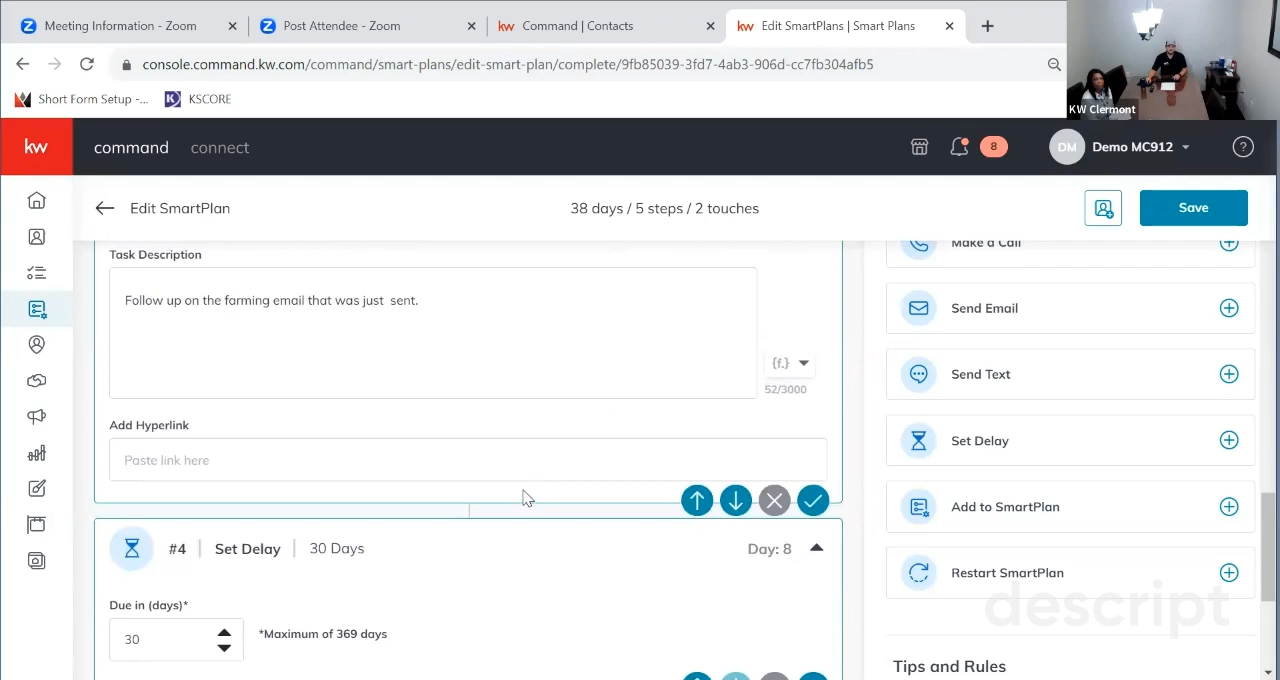 Meeting Information - Zoom
Post Attendee - Zoom
kw Command | Contacts
kw Edit SmartPlans | Smart Plans
console.command.kw.com/command/smart-plans/edit-smart-plan/complete/9fb85039-3fd7-4ab3-906d-cc7fb304afb5
Short Form Setup -...
KSCORE
KW Clermont
kw
command
connect
8
DM
Demo MC912
?
Edit SmartPlan
38 days / 5 steps / 2 touches
Save
Task Description
Follow up on the farming email that was just sent.
{f.}
52/3000
Add Hyperlink
Paste link here
#4
Set Delay
30 Days
Day: 8
Due in (days)*
30
*Maximum of 369 days
Make a Call
Send Email
Send Text
Set Delay
Add to SmartPlan
Restart SmartPlan
descript
Tips and Rules